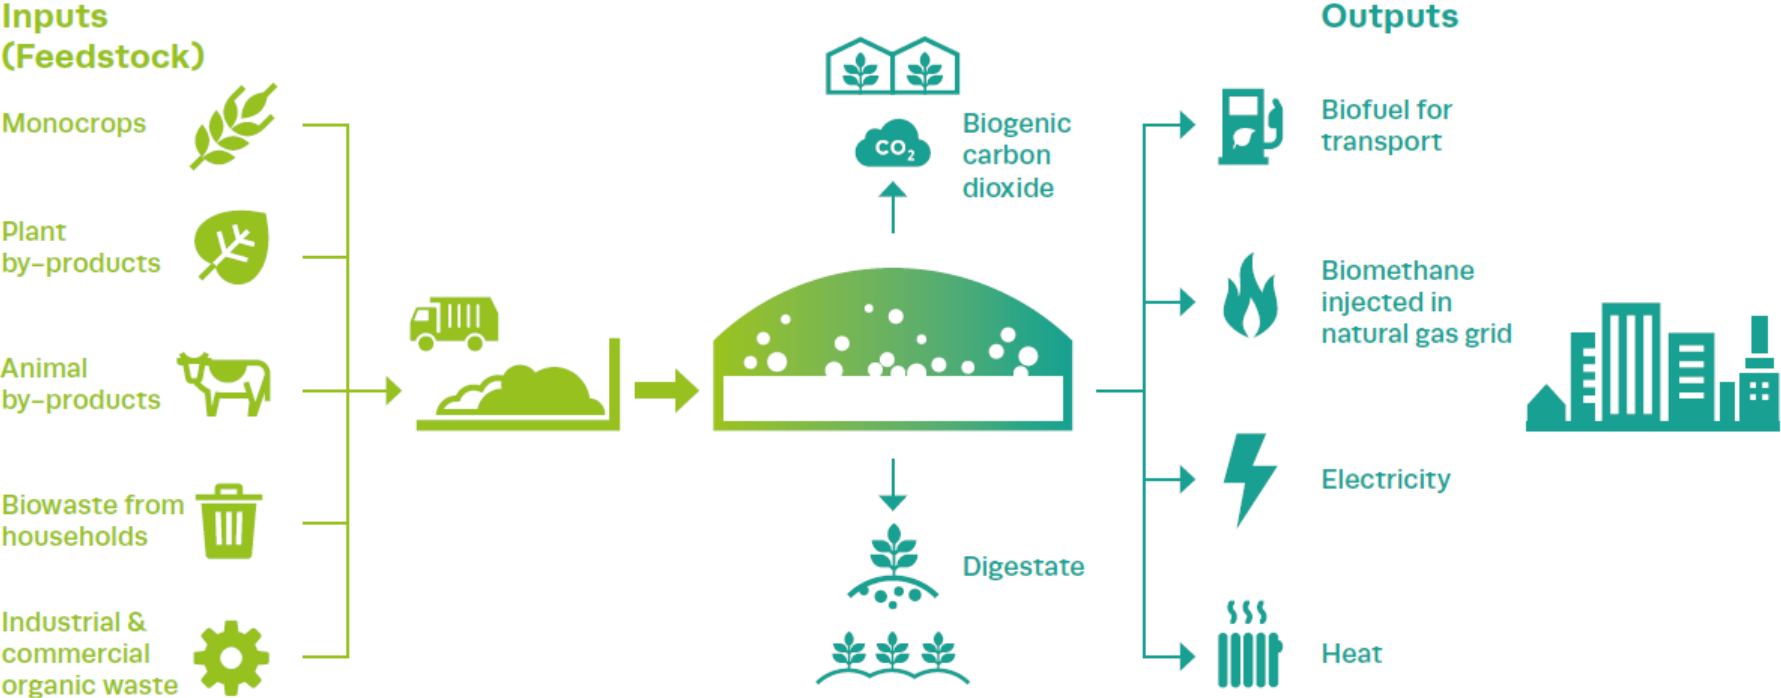 Inputs
(Feedstock)
Monocrops
Plant
by-products
Animal
by-products
Biowaste from
households
Industrial &
commercial
organic waste
CO₂
Biogenic
carbon
dioxide
Digestate
Outputs
Biofuel for
transport
Biomethane
injected in
natural gas grid
Electricity
Heat